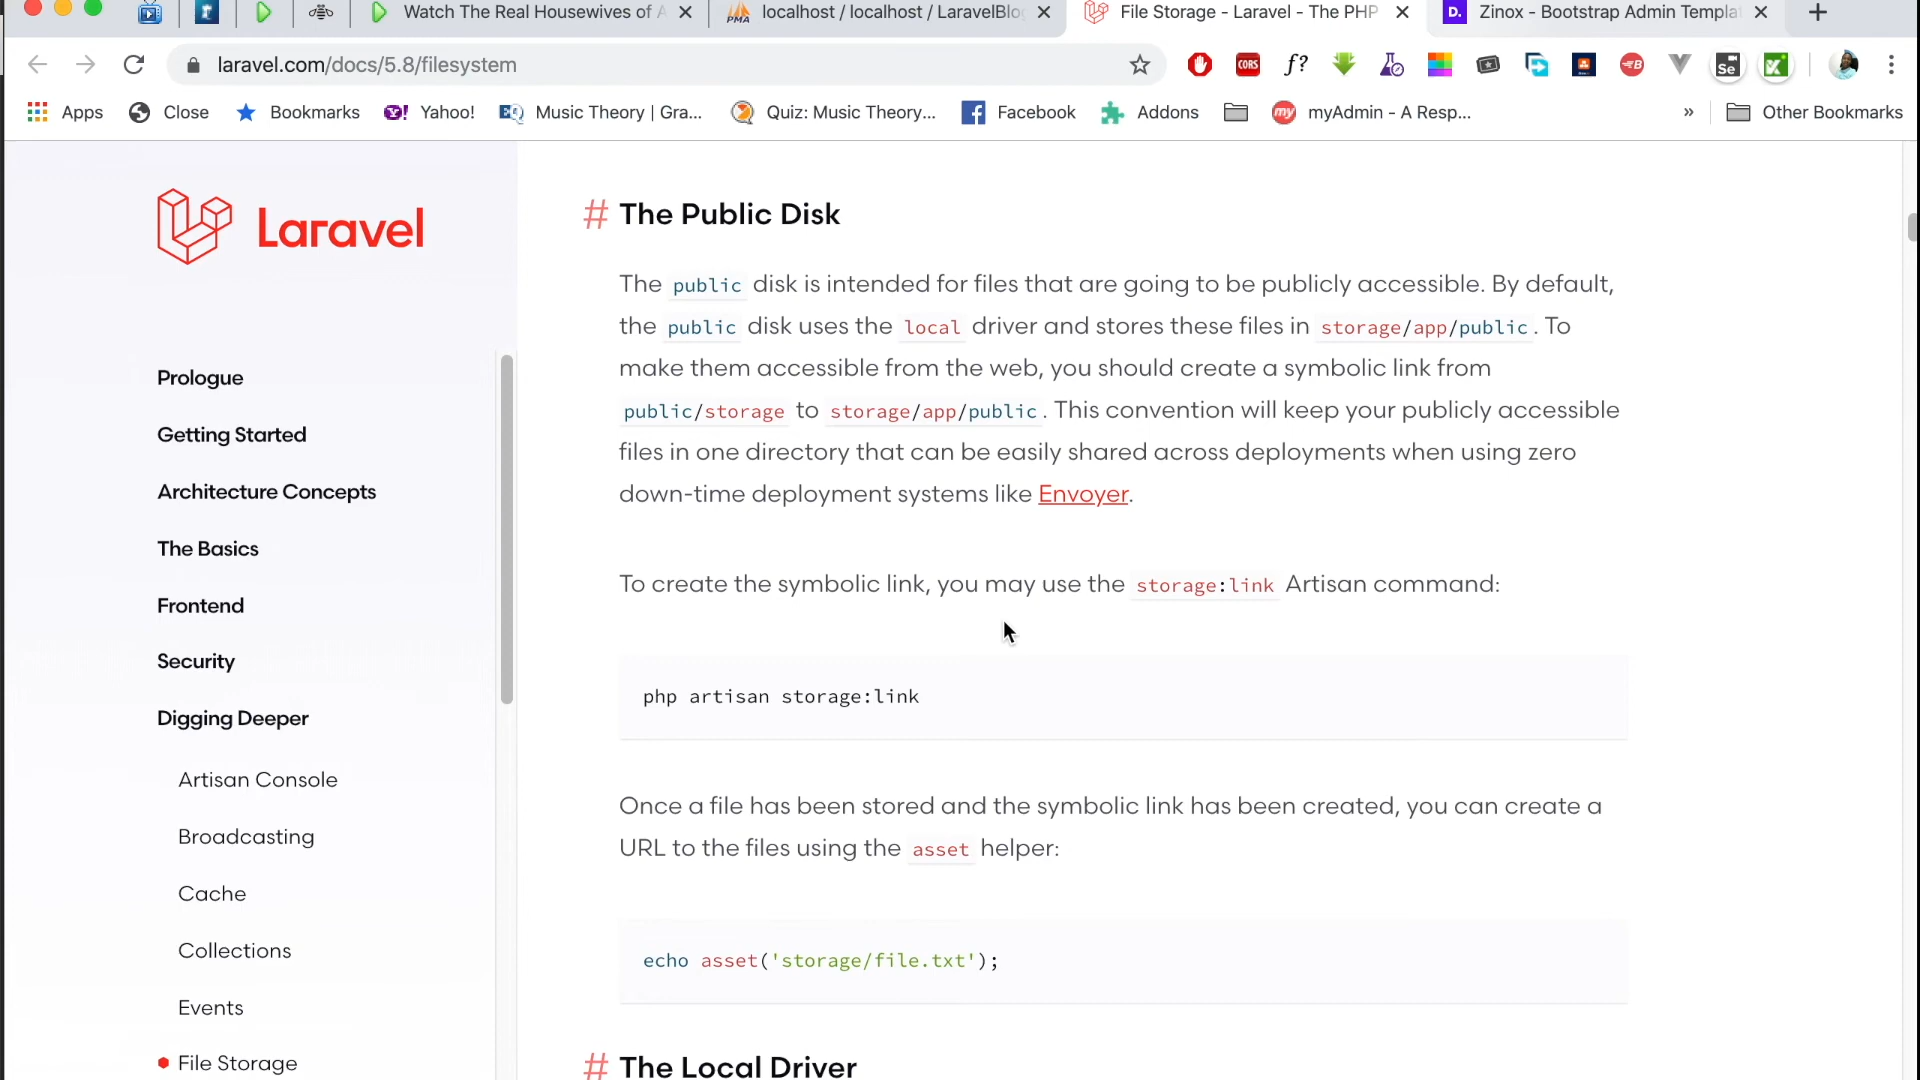 Watch The Real Housewives of A
localhost / localhost / LaravelBlog
File Storage - Laravel - The PHP
D. Zinox - Bootstrap Admin Templat
laravel.com/docs/5.8/filesystem
CORS
f?
B
Se
Apps
Close
Bookmarks
Yahoo!
EQ Music Theory | Gra...
Quiz: Music Theory...
Facebook
Addons
my myAdmin - A Resp...
»
Other Bookmarks
Laravel
Prologue
Getting Started
Architecture Concepts
The Basics
Frontend
Security
Digging Deeper
Artisan Console
Broadcasting
Cache
Collections
Events
File Storage
# The Public Disk
The public disk is intended for files that are going to be publicly accessible. By default,
the public disk uses the local driver and stores these files in storage/app/public. To
make them accessible from the web, you should create a symbolic link from
public/storage to storage/app/public. This convention will keep your publicly accessible
files in one directory that can be easily shared across deployments when using zero
down-time deployment systems like Envoyer.
To create the symbolic link, you may use the storage:link Artisan command:
php artisan storage:link
Once a file has been stored and the symbolic link has been created, you can create a
URL to the files using the asset helper:
echo asset('storage/file.txt');
# The Local Driver